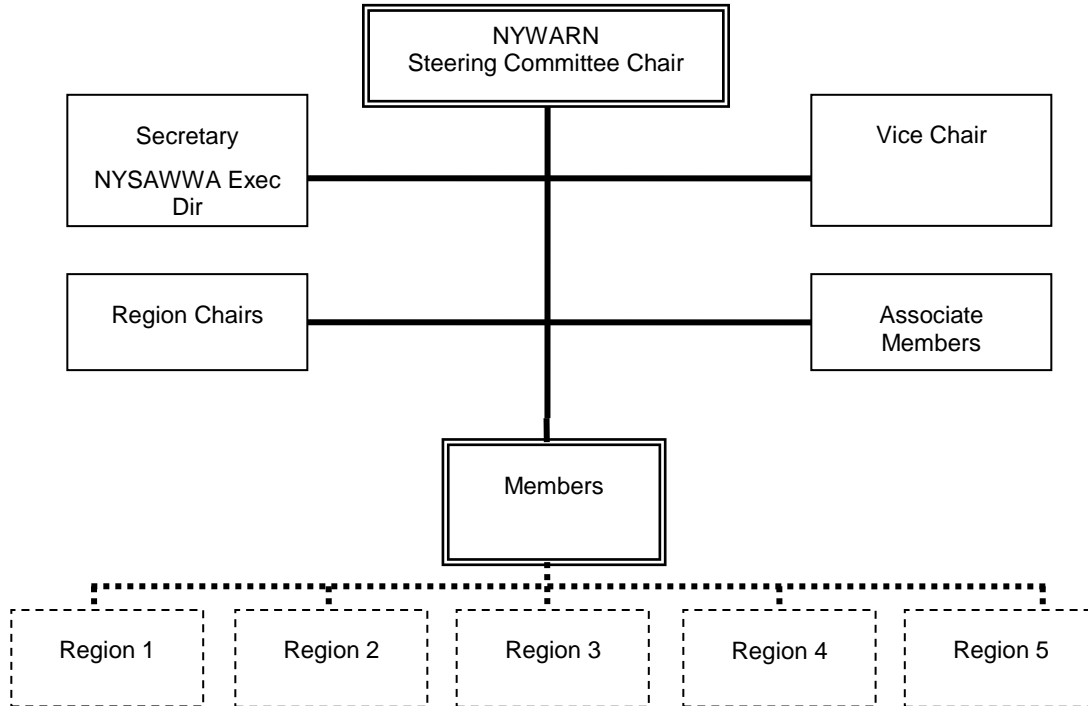 NYWARN
Steering Committee Chair
Secretary
NYSAWWA Exec
Dir
Vice Chair
Region Chairs
Associate
Members
Members
Region 1
Region 2
Region 3
Region 4
Region 5